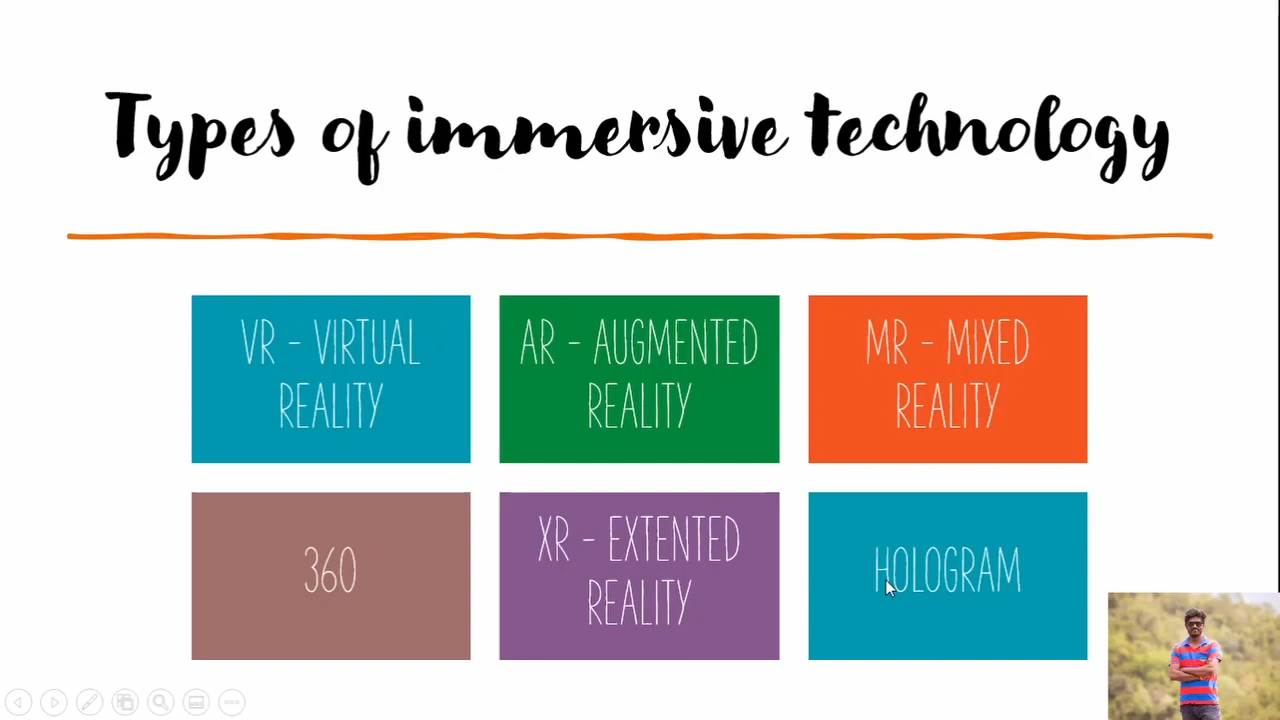 Types of immersive technology
VR - VIRTUAL
REALITY
AR - AUGMENTED
REALITY
MR - MIXED
REALITY
360
XR - EXTENTED
REALITY
HOLOGRAM